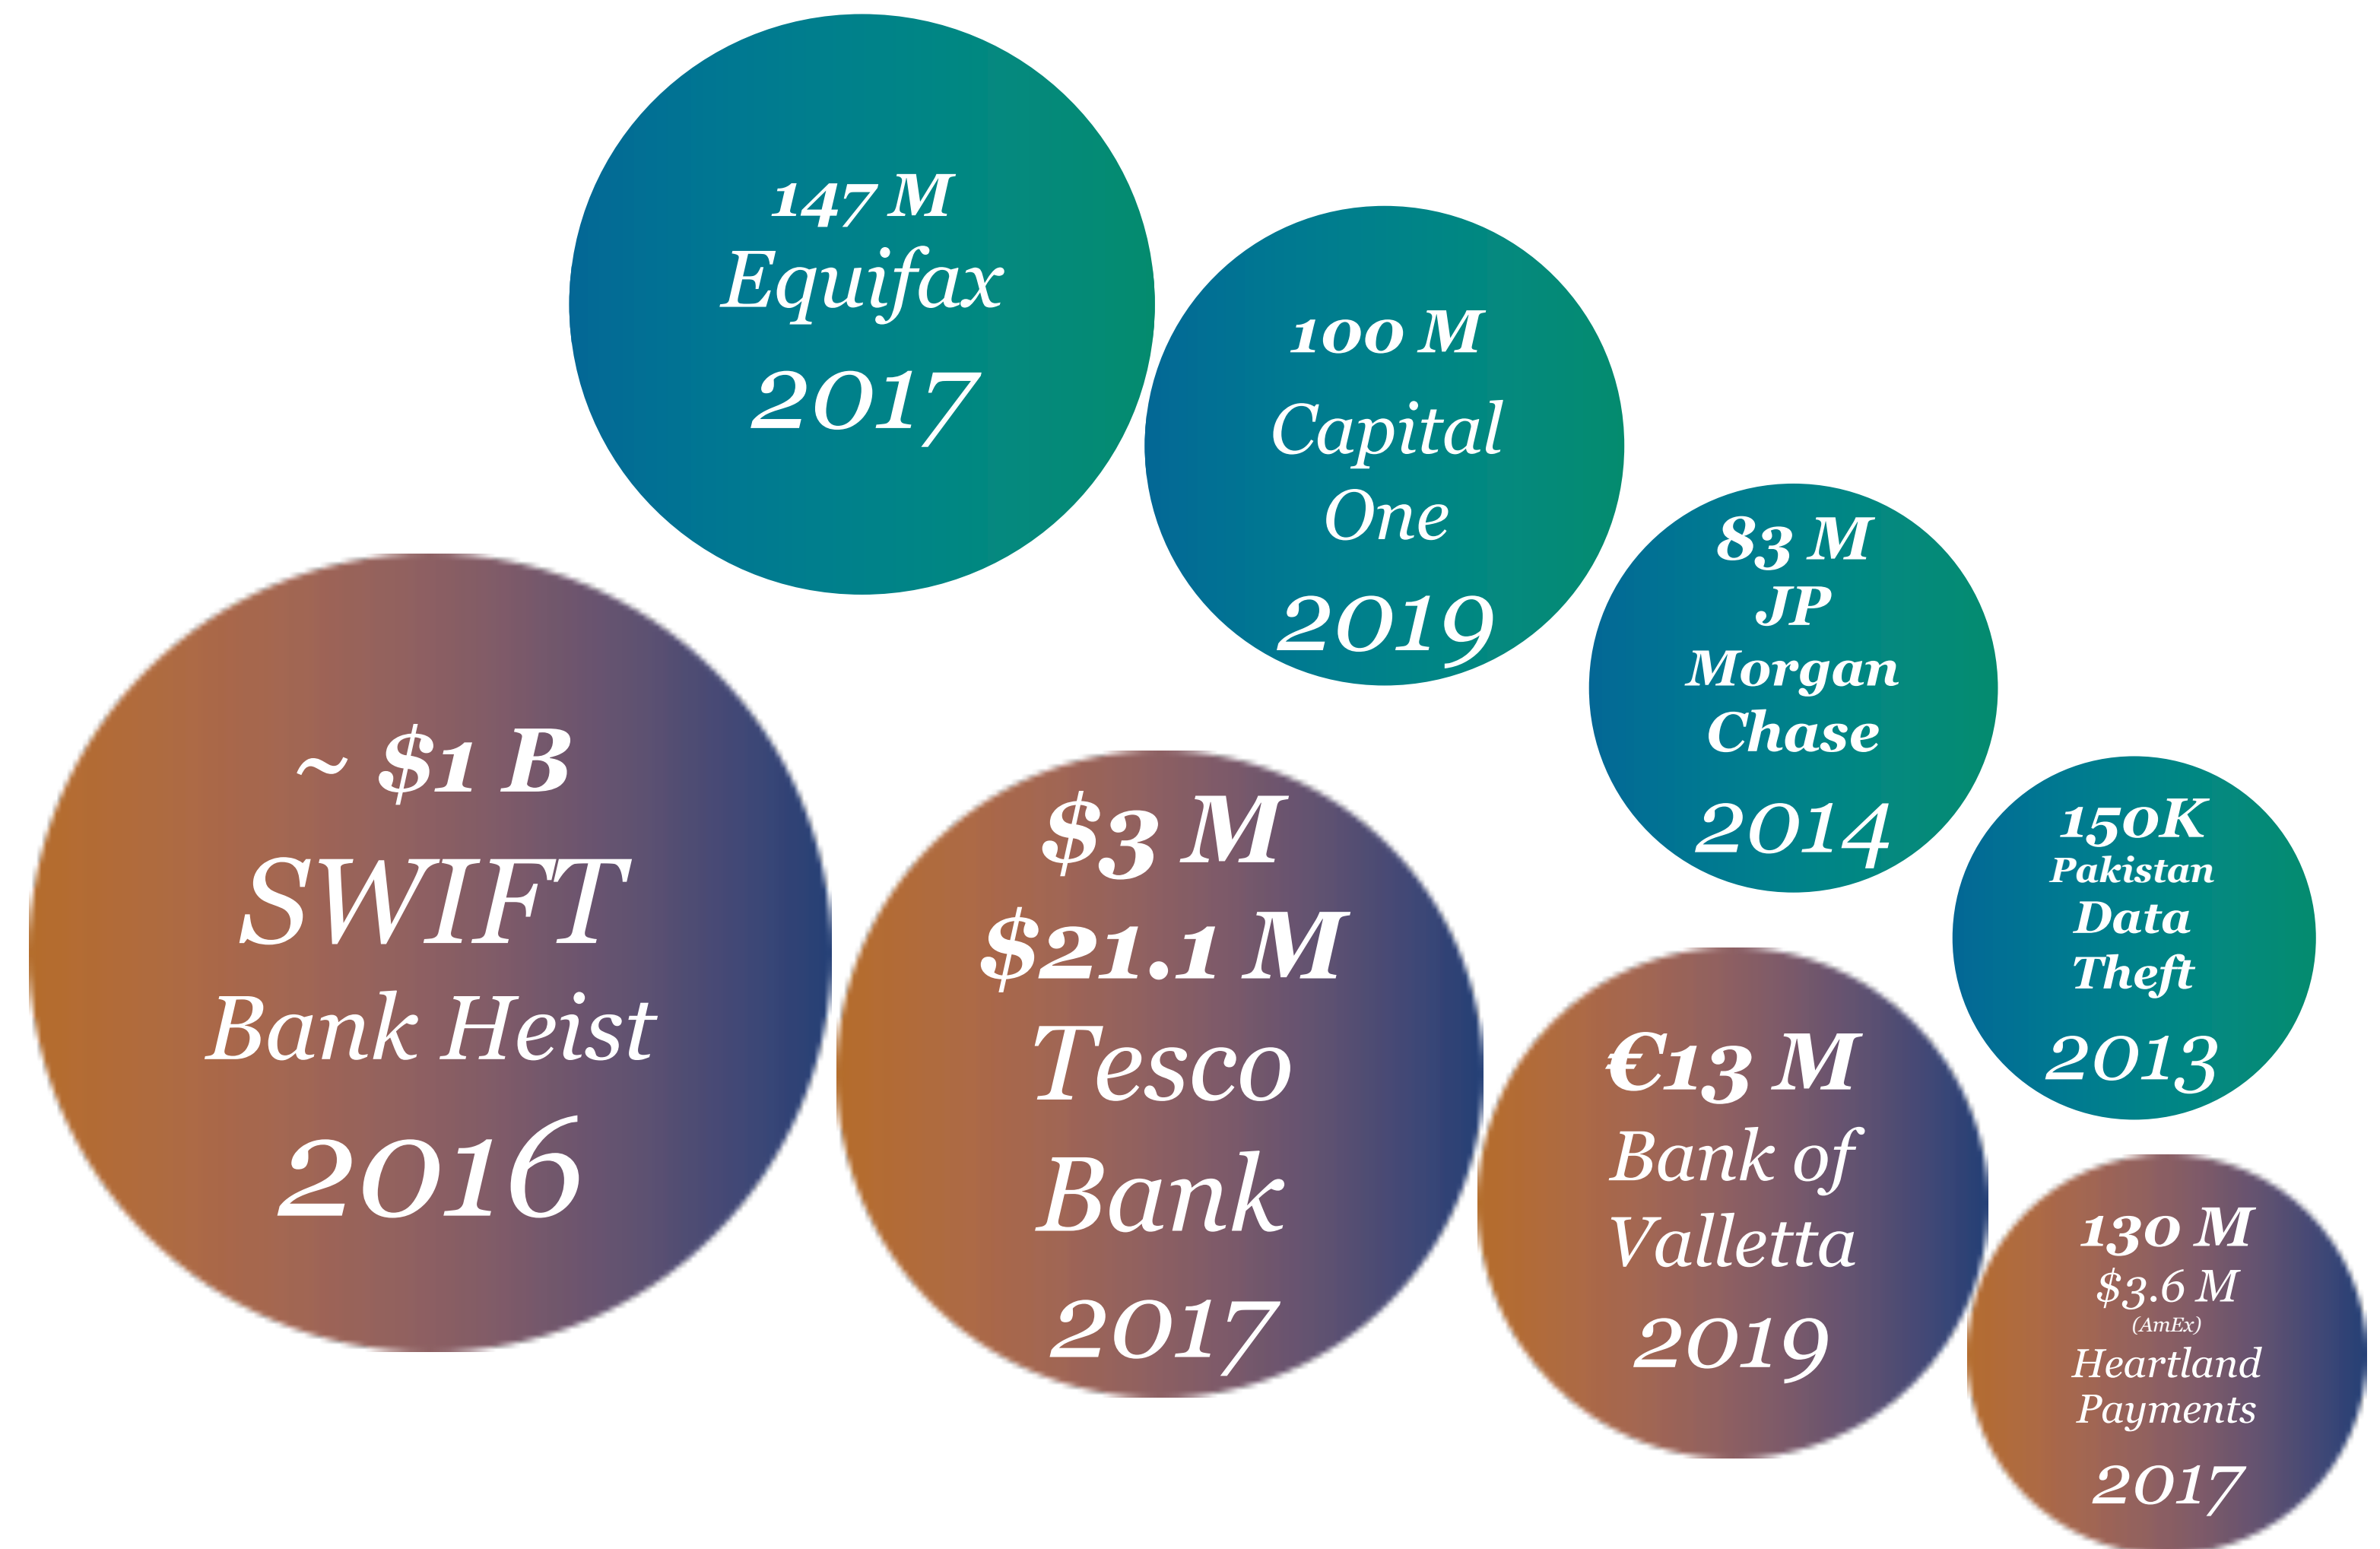 147 M
Equifax
2017
100 M
Capital
One
2019
83 M
JP
Morgan
Chase
2014
150K
Pakistan
Data
Theft
2013
~ $1 B
SWIFT
Bank Heist
2016
$3 M
$21.1 M
Tesco
Bank
2017
€13 M
Bank of
Valletta
2019
130 M
$3.6 M
(AmEx)
Heartland
Payments
2017